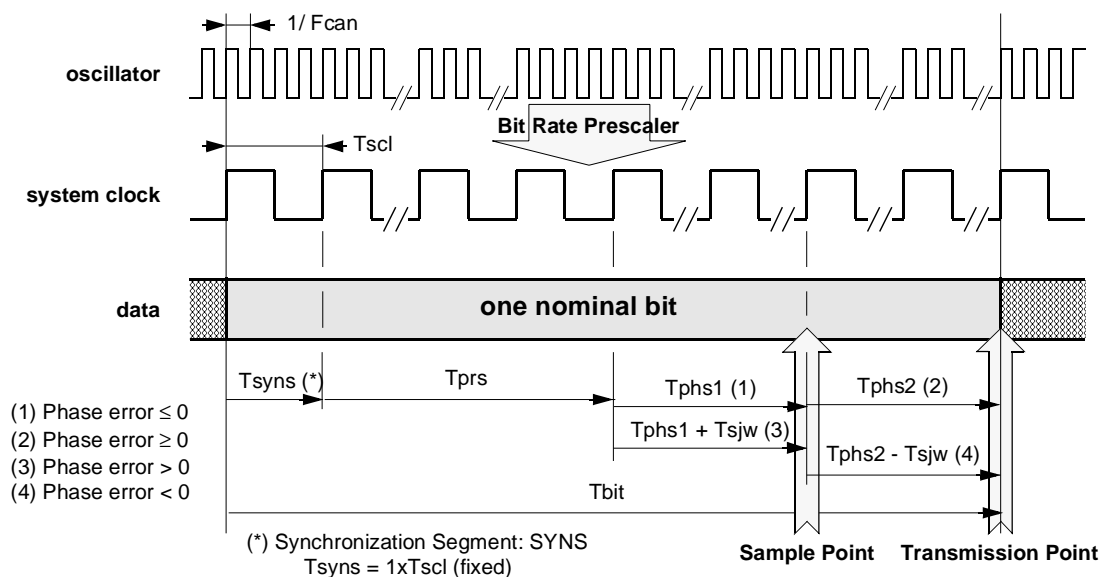 1/ Fcan
oscillator
Bit Rate Prescaler
Tscl
system clock
one nominal bit
data
Tsyns (*)
Tprs
Tphs1 (1)
Tphs2 (2)
(1) Phase error ≤ 0
(2) Phase error ≥ 0
(3) Phase error > 0
(4) Phase error < 0
Tphs1 + Tsjw (3)
Tphs2 - Tsjw (4)
Tbit
(*) Synchronization Segment: SYNS
Tsyns = 1xTscl (fixed)
Sample Point
Transmission Point